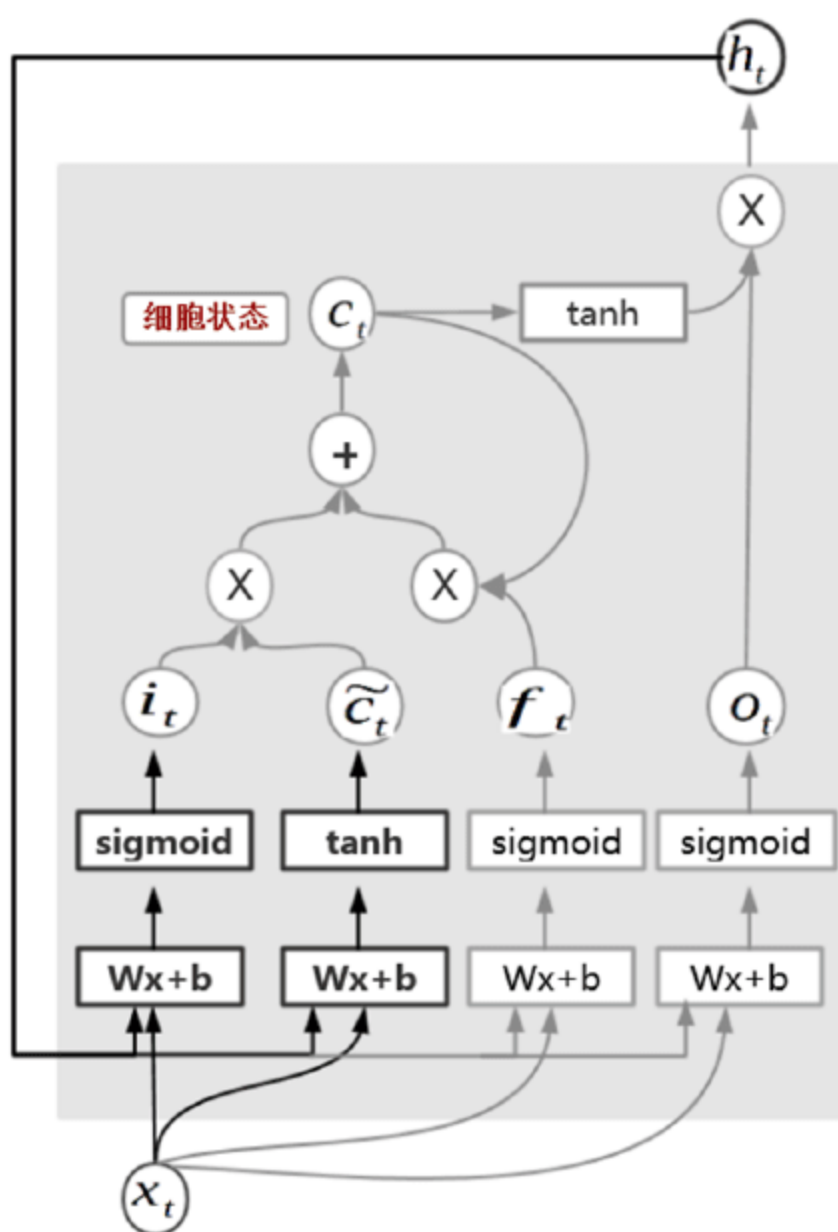 h_t
X
细胞状态
c_t
tanh
+
X
X
i_t
c̃_t
f_t
o_t
sigmoid
tanh
sigmoid
sigmoid
Wx+b
Wx+b
Wx+b
Wx+b
x_t